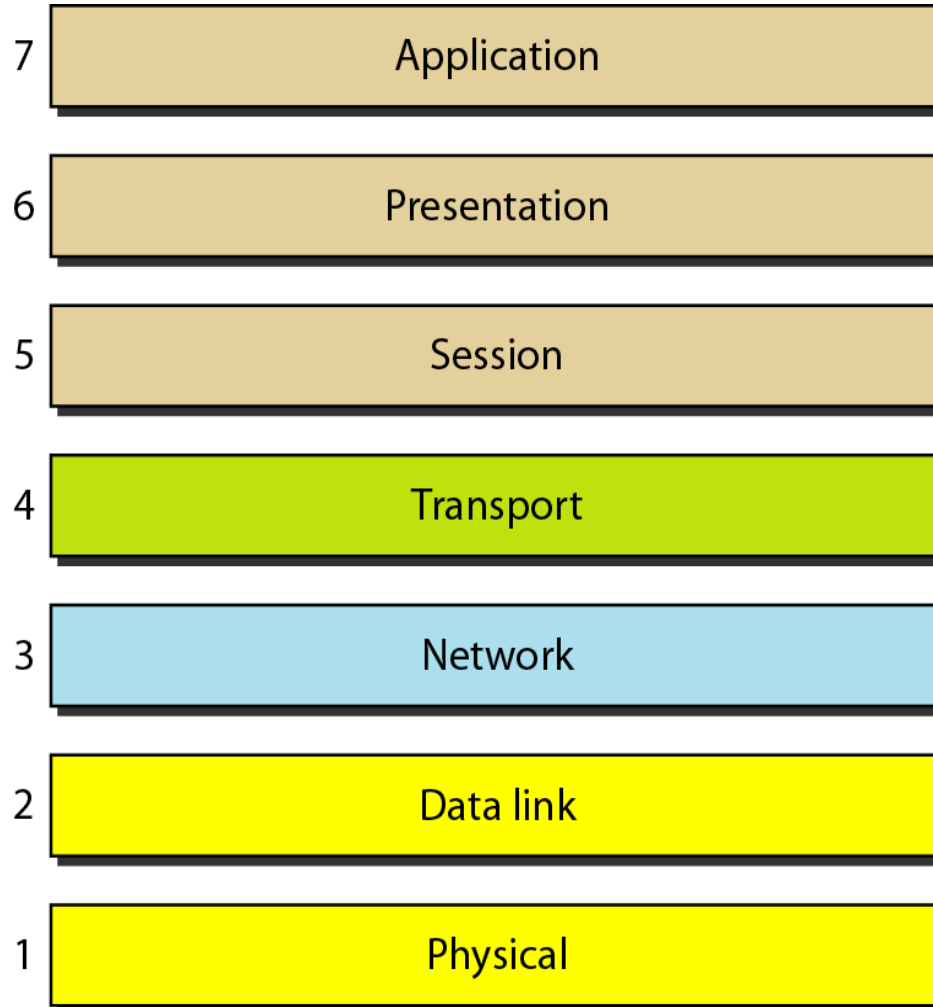 7 Application
6 Presentation
5 Session
4 Transport
3 Network
2 Data link
1 Physical